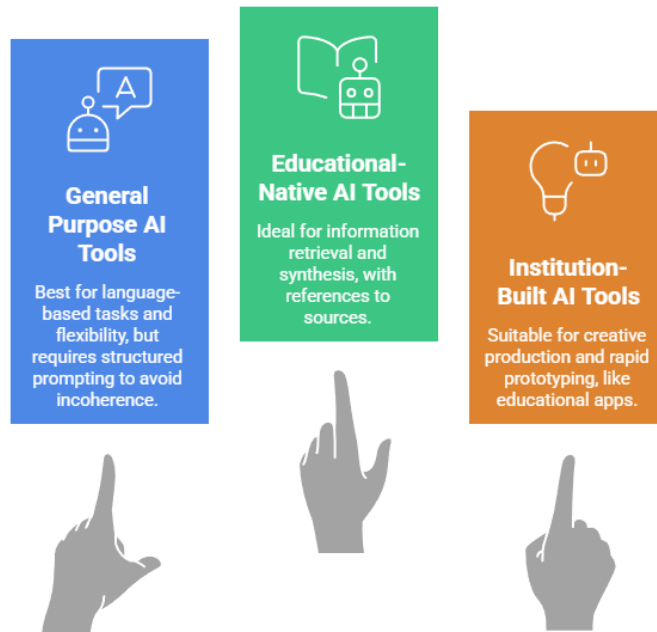 A
General
Purpose AI
Tools
Best for language-
based tasks and
flexibility, but
requires structured
prompting to avoid
incoherence.
Educational-
Native AI Tools
Ideal for information
retrieval and
synthesis, with
references to
sources.
Institution-
Built AI Tools
Suitable for creative
production and rapid
prototyping, like
educational apps.